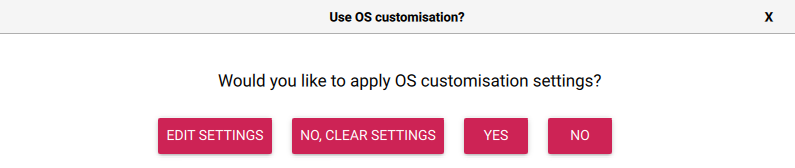 Use OS customisation?
X
Would you like to apply OS customisation settings?
EDIT SETTINGS
NO, CLEAR SETTINGS
YES
NO